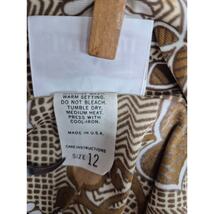 WARM SETTING.
DO NOT BLEACH.
TUMBLE DRY,
MEDIUM HEAT.
PRESS WITH
COOL-IRON.
MADE IN U.S.A.
CARE INSTRUCTIONS
SIZE 12